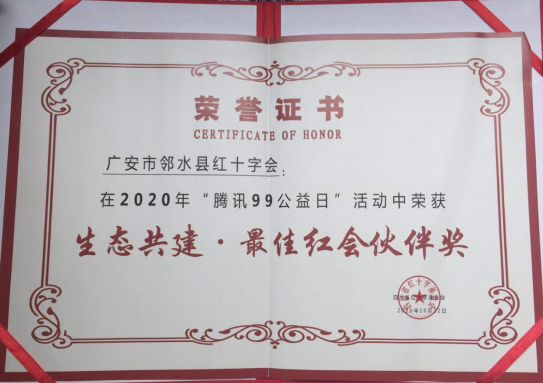 荣誉证书
CERTIFICATE OF HONOR
广安市邻水县红十字会：
在2020年“腾讯99公益日”活动中荣获
生态共建·最佳红会伙伴奖